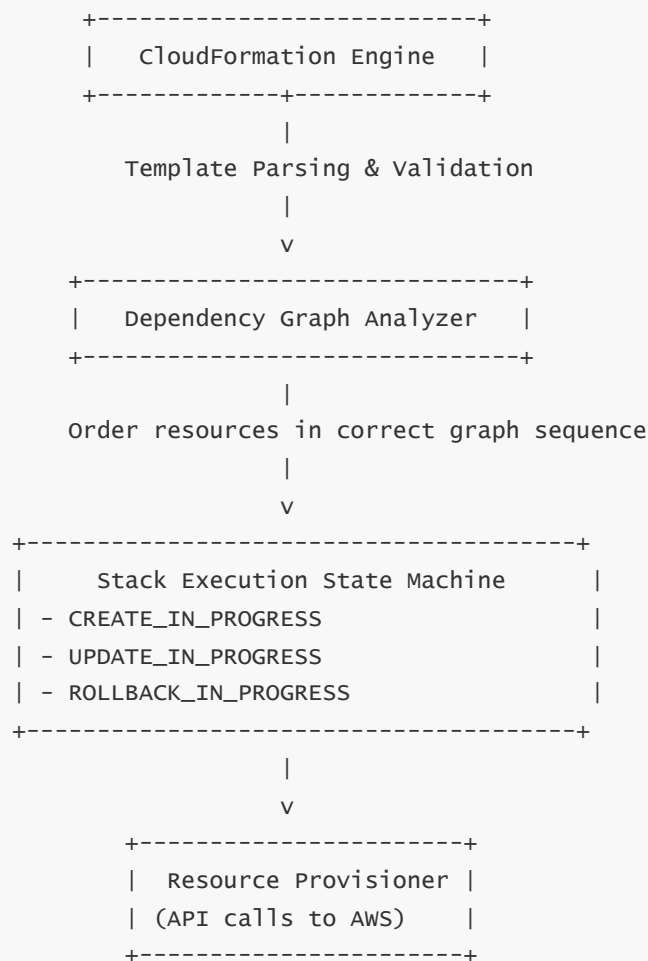 +---------------------------+
|   CloudFormation Engine   |
+-------------+-------------+
|
Template Parsing & Validation
|
v
+-------------------------------+
|   Dependency Graph Analyzer   |
+-------------------------------+
|
Order resources in correct graph sequence
|
v
+---------------------------------------+
|     Stack Execution State Machine      |
| - CREATE_IN_PROGRESS                   |
| - UPDATE_IN_PROGRESS                   |
| - ROLLBACK_IN_PROGRESS                 |
+---------------------------------------+
|
v
+-----------------------+
|  Resource Provisioner |
| (API calls to AWS)    |
+-----------------------+